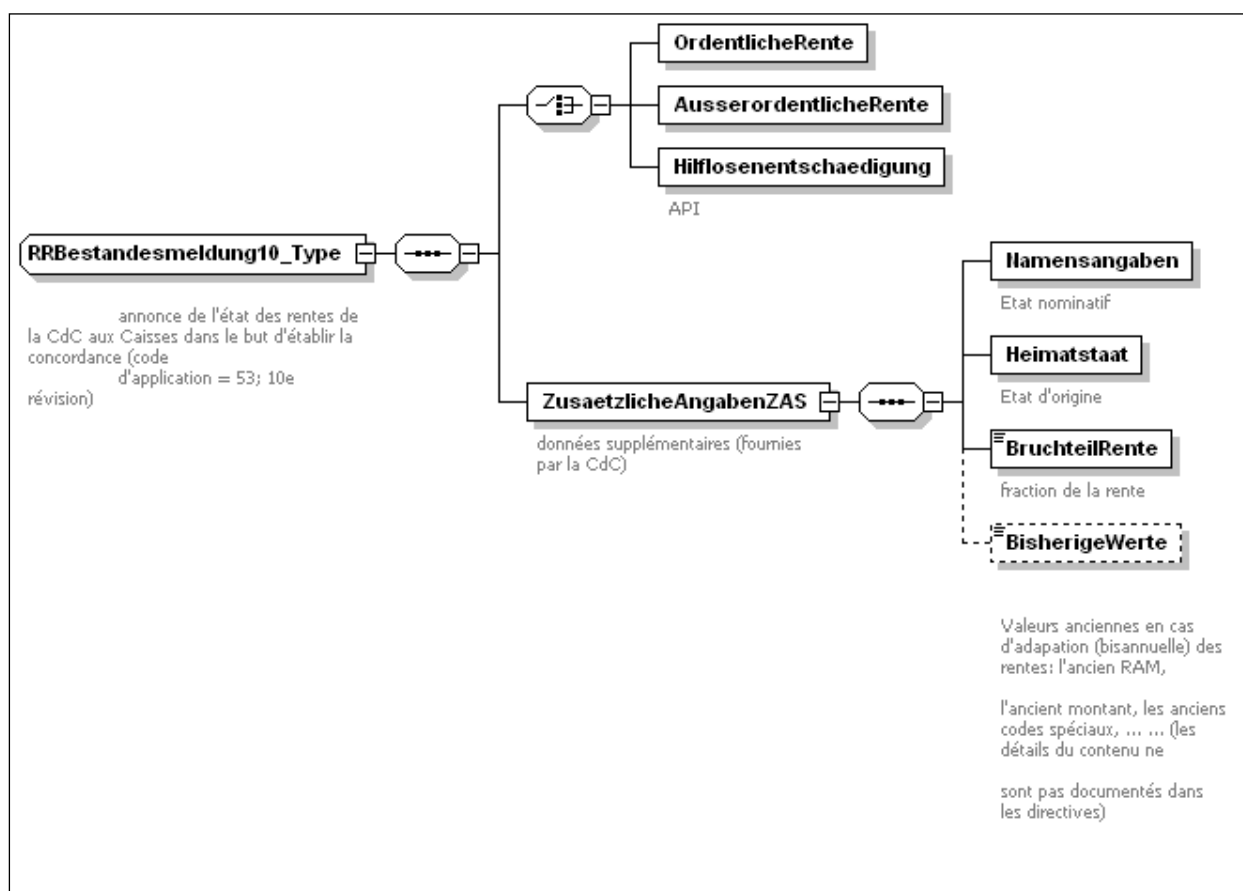 OrdentlicheRente
AusserordentlicheRente
Hilflosenentschaedigung
API
RRBestandesmeldung10_Type
annonce de l'état des rentes de
la CdC aux Caisses dans le but d'établir la
concordance (code
d'application = 53; 10e
révision)
ZusaetzlicheAngabenZAS
données supplémentaires (fournies
par la CdC)
Namensangaben
Etat nominatif
Heimatstaat
Etat d'origine
BruchteilRente
fraction de la rente
BisherigeWerte
Valeurs anciennes en cas
d'adapation (bisannuelle) des
rentes: l'ancien RAM,
l'ancient montant, les anciens
codes spéciaux, ... ... (les
détails du contenu ne
sont pas documentés dans
les directives)